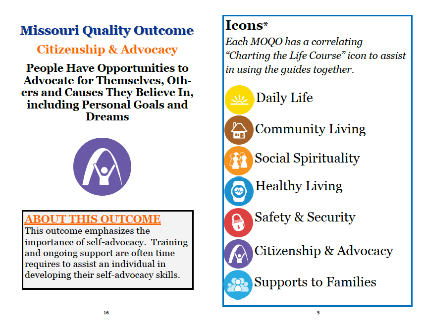 Missouri Quality Outcome
Citizenship & Advocacy
People Have Opportunities to
Advocate for Themselves, Oth-
ers and Causes They Believe In,
including Personal Goals and
Dreams
ABOUT THIS OUTCOME
This outcome emphasizes the
importance of self-advocacy. Training
and ongoing support are often time
requires to assist an individual in
developing their self-advocacy skills.
16
Icons*
Each MOQO has a correlating
“Charting the Life Course” icon to assist
in using the guides together.
Daily Life
Community Living
Social Spirituality
Healthy Living
Safety & Security
Citizenship & Advocacy
Supports to Families